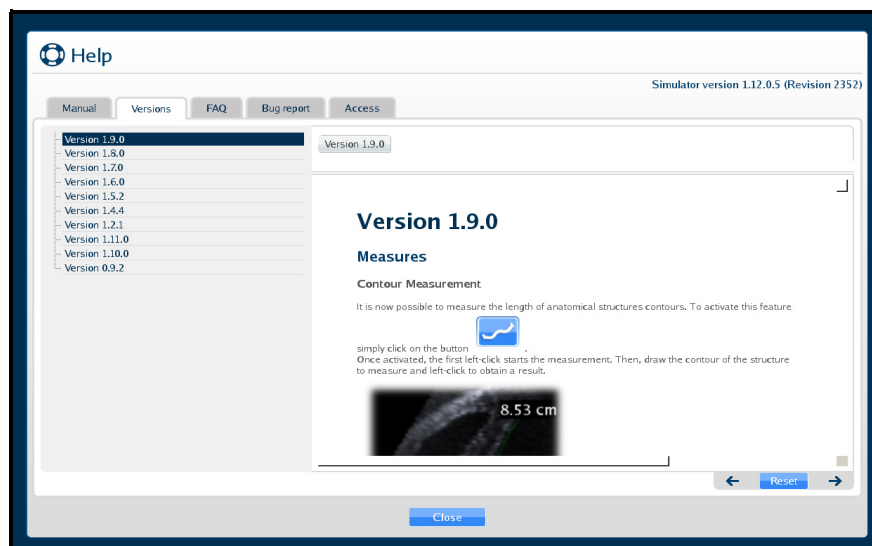 Help
Simulator version 1.12.0.5 (Revision 2352)
Manual
Versions
FAQ
Bug report
Access
Version 1.9.0
Version 1.8.0
Version 1.7.0
Version 1.6.0
Version 1.5.2
Version 1.4.4
Version 1.2.1
Version 1.11.0
Version 1.10.0
Version 0.9.2
Version 1.9.0
Version 1.9.0
Measures
Contour Measurement
It is now possible to measure the length of anatomical structures contours. To activate this feature
simply click on the button .
Once activated, the first left-click starts the measurement. Then, draw the contour of the structure
to measure and left-click to obtain a result.
8.53 cm
Reset
Close